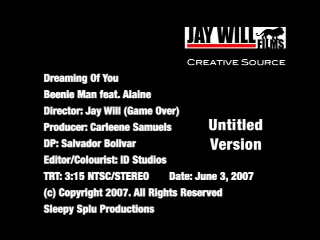 JAY WILL
FILMS
CREATIVE SOURCE
Dreaming Of You
Beenie Man feat. Alaine
Director: Jay Will (Game Over)
Producer: Carleene Samuels
DP: Salvador Bolivar
Editor/Colourist: ID Studios
TRT: 3:15 NTSC/STEREO Date: June 3, 2007
(c) Copyright 2007. All Rights Reserved
Sleepy Splu Productions
Untitled
Version